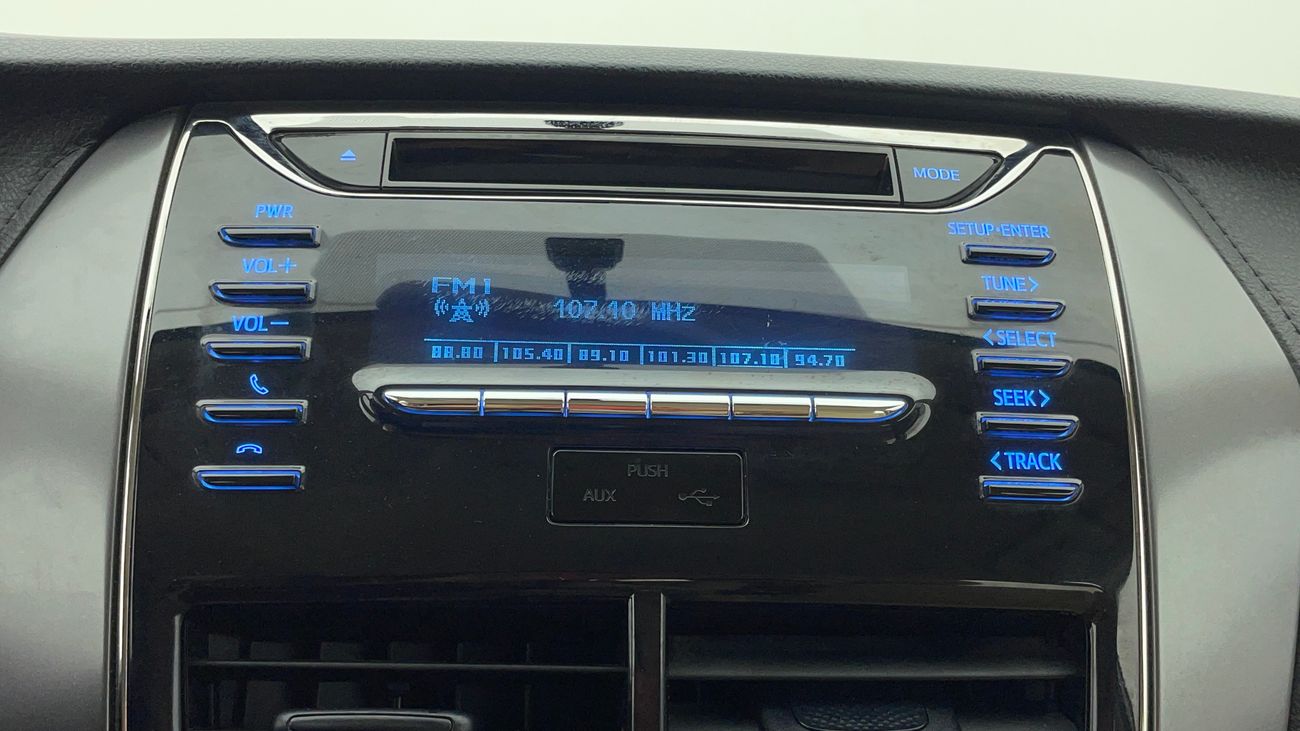 MODE
PWR
VOL+
VOL−
SETUP•ENTER
TUNE>
<SELECT
SEEK>
<TRACK
FM1
107.40 MHz
88.80 105.40 89.10 101.30 107.10 94.70
PUSH
AUX